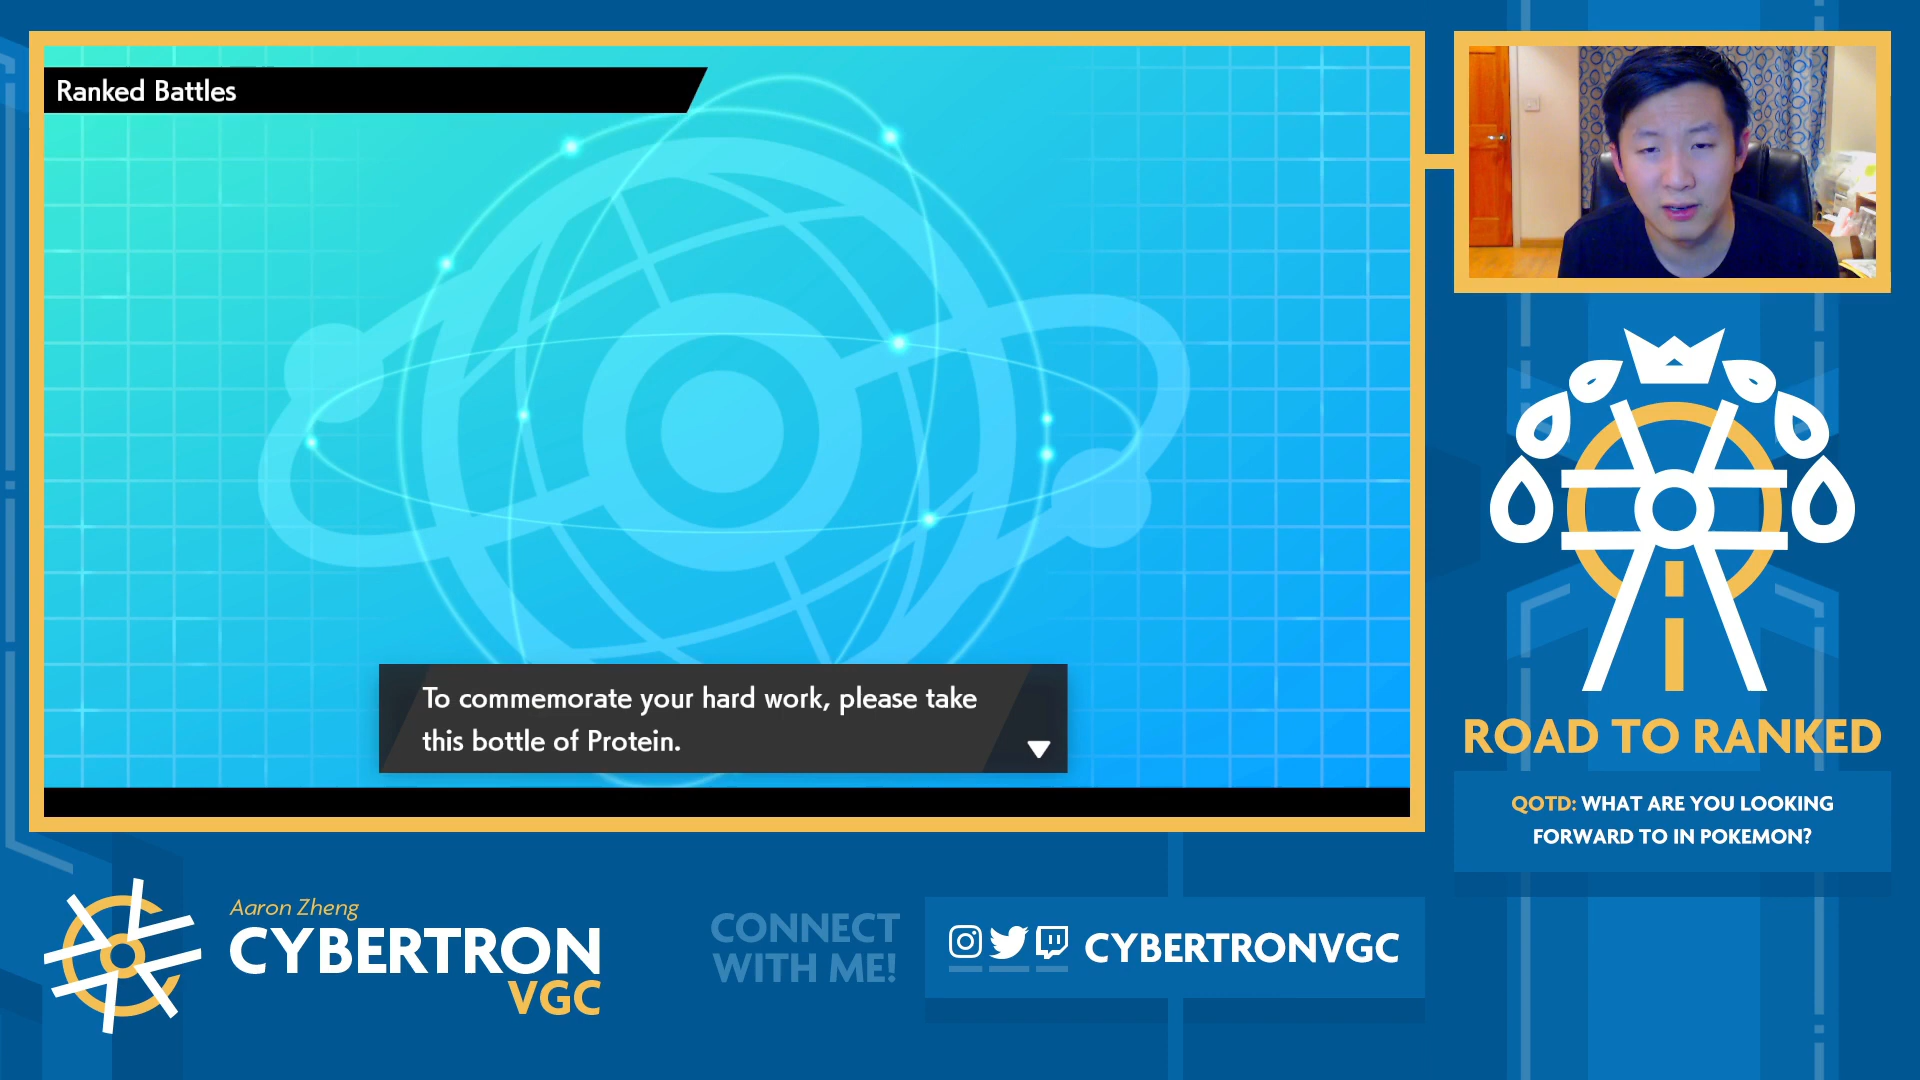 Ranked Battles
To commemorate your hard work, please take
this bottle of Protein.
ROAD TO RANKED
QOTD: WHAT ARE YOU LOOKING
FORWARD TO IN POKEMON?
Aaron Zheng
CYBERTRON
VGC
CONNECT
WITH ME!
CYBERTRONVGC